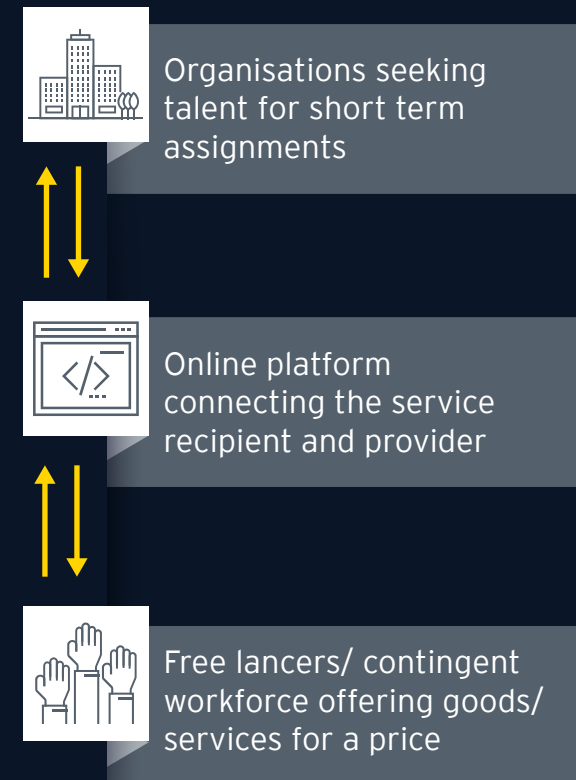 Organisations seeking
talent for short term
assignments
</>
Online platform
connecting the service
recipient and provider
Free lancers/ contingent
workforce offering goods/
services for a price